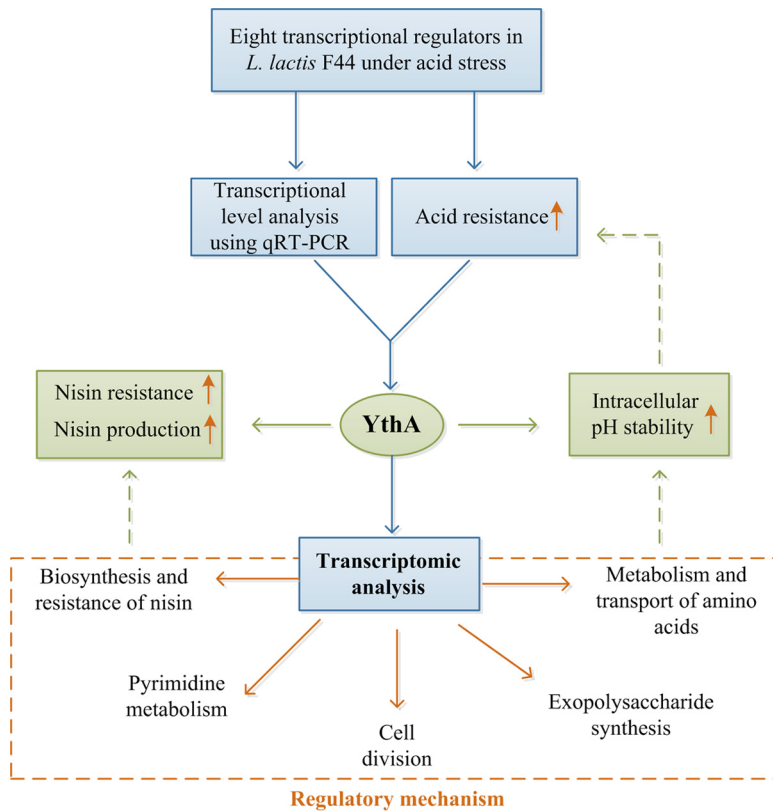 Eight transcriptional regulators in
L. lactis F44 under acid stress
Transcriptional
level analysis
using qRT-PCR
Acid resistance
Nisin resistance
Nisin production
YthA
Intracellular
pH stability
Transcriptomic
analysis
Biosynthesis and
resistance of nisin
Metabolism and
transport of amino
acids
Pyrimidine
metabolism
Cell
division
Exopolysaccharide
synthesis
Regulatory mechanism